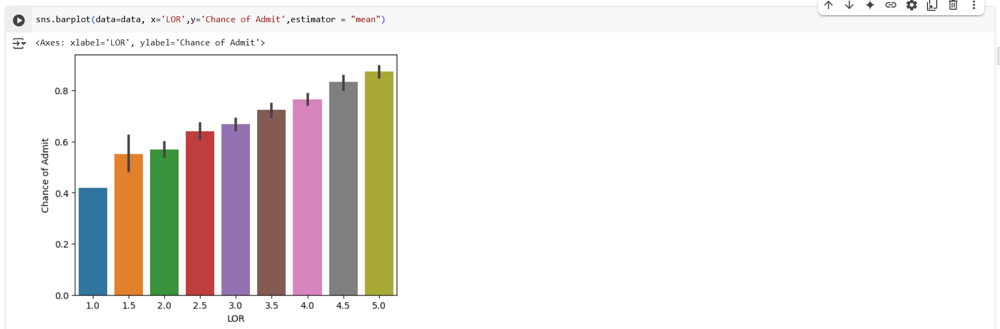 sns.barplot(data=data, x='LOR',y='Chance of Admit',estimator = "mean")
<Axes: xlabel='LOR', ylabel='Chance of Admit'>
0.8
0.6
0.4
0.2
0.0
Chance of Admit
1.0 1.5 2.0 2.5 3.0 3.5 4.0 4.5 5.0
LOR